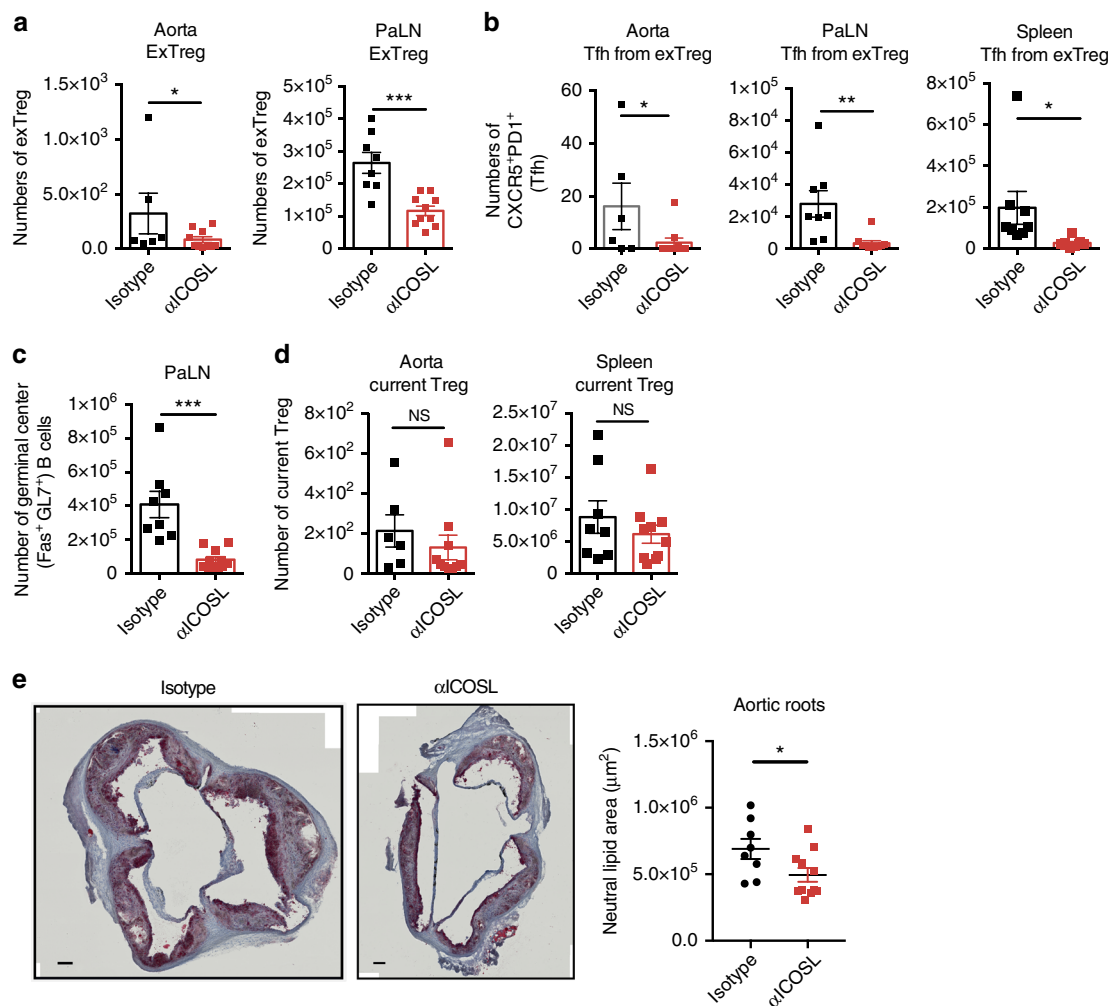 a
Aorta
ExTreg
Numbers of exTreg
1.5×10³
1.0×10³
5.0×10²
0.0
*
Isotype
αICOSL
PaLN
ExTreg
Numbers of exTreg
5×10⁵
4×10⁵
3×10⁵
2×10⁵
1×10⁵
0
***
Isotype
αICOSL
b
Aorta
Tfh from exTreg
Numbers of
CXCR5⁺PD1⁺
(Tfh)
60
40
20
0
*
Isotype
αICOSL
PaLN
Tfh from exTreg
1×10⁵
8×10⁴
6×10⁴
4×10⁴
2×10⁴
0
**
Isotype
αICOSL
Spleen
Tfh from exTreg
8×10⁵
6×10⁵
4×10⁵
2×10⁵
0
*
Isotype
αICOSL
c
PaLN
Number of germinal center
(Fas⁺ GL7⁺) B cells
1×10⁶
8×10⁵
6×10⁵
4×10⁵
2×10⁵
0
***
Isotype
αICOSL
d
Aorta
current Treg
Number of current Treg
8×10²
6×10²
4×10²
2×10²
0
NS
Isotype
αICOSL
Spleen
current Treg
2.5×10⁷
2.0×10⁷
1.5×10⁷
1.0×10⁷
5.0×10⁶
0
NS
Isotype
αICOSL
e
Isotype
αICOSL
Aortic roots
Neutral lipid area (μm²)
1.5×10⁶
1.0×10⁶
5.0×10⁵
0.0
*
Isotype
αICOSL